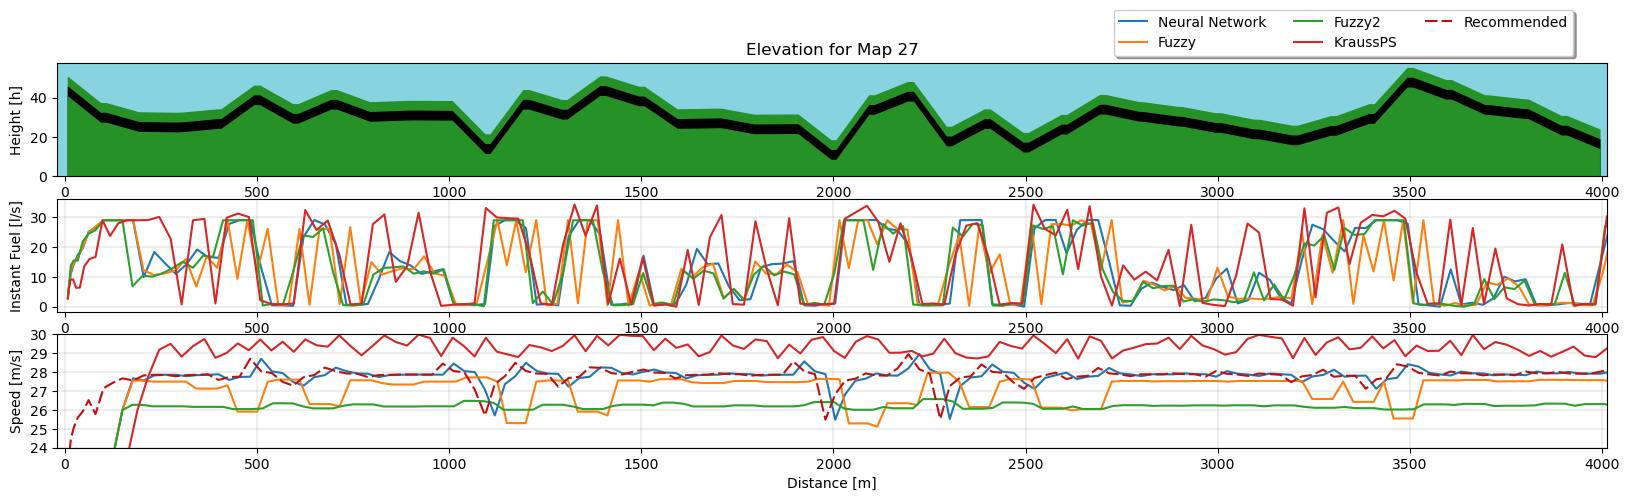 Neural Network Fuzzy2 Recommended
Fuzzy KraussPS
Elevation for Map 27
Height [h]
40
20
0
0 500 1000 1500 2000 2500 3000 3500 4000
Instant Fuel [l/s]
30
20
10
0
0 500 1000 1500 2000 2500 3000 3500 4000
Speed [m/s]
30
29
28
27
26
25
24
0 500 1000 1500 2000 2500 3000 3500 4000
Distance [m]